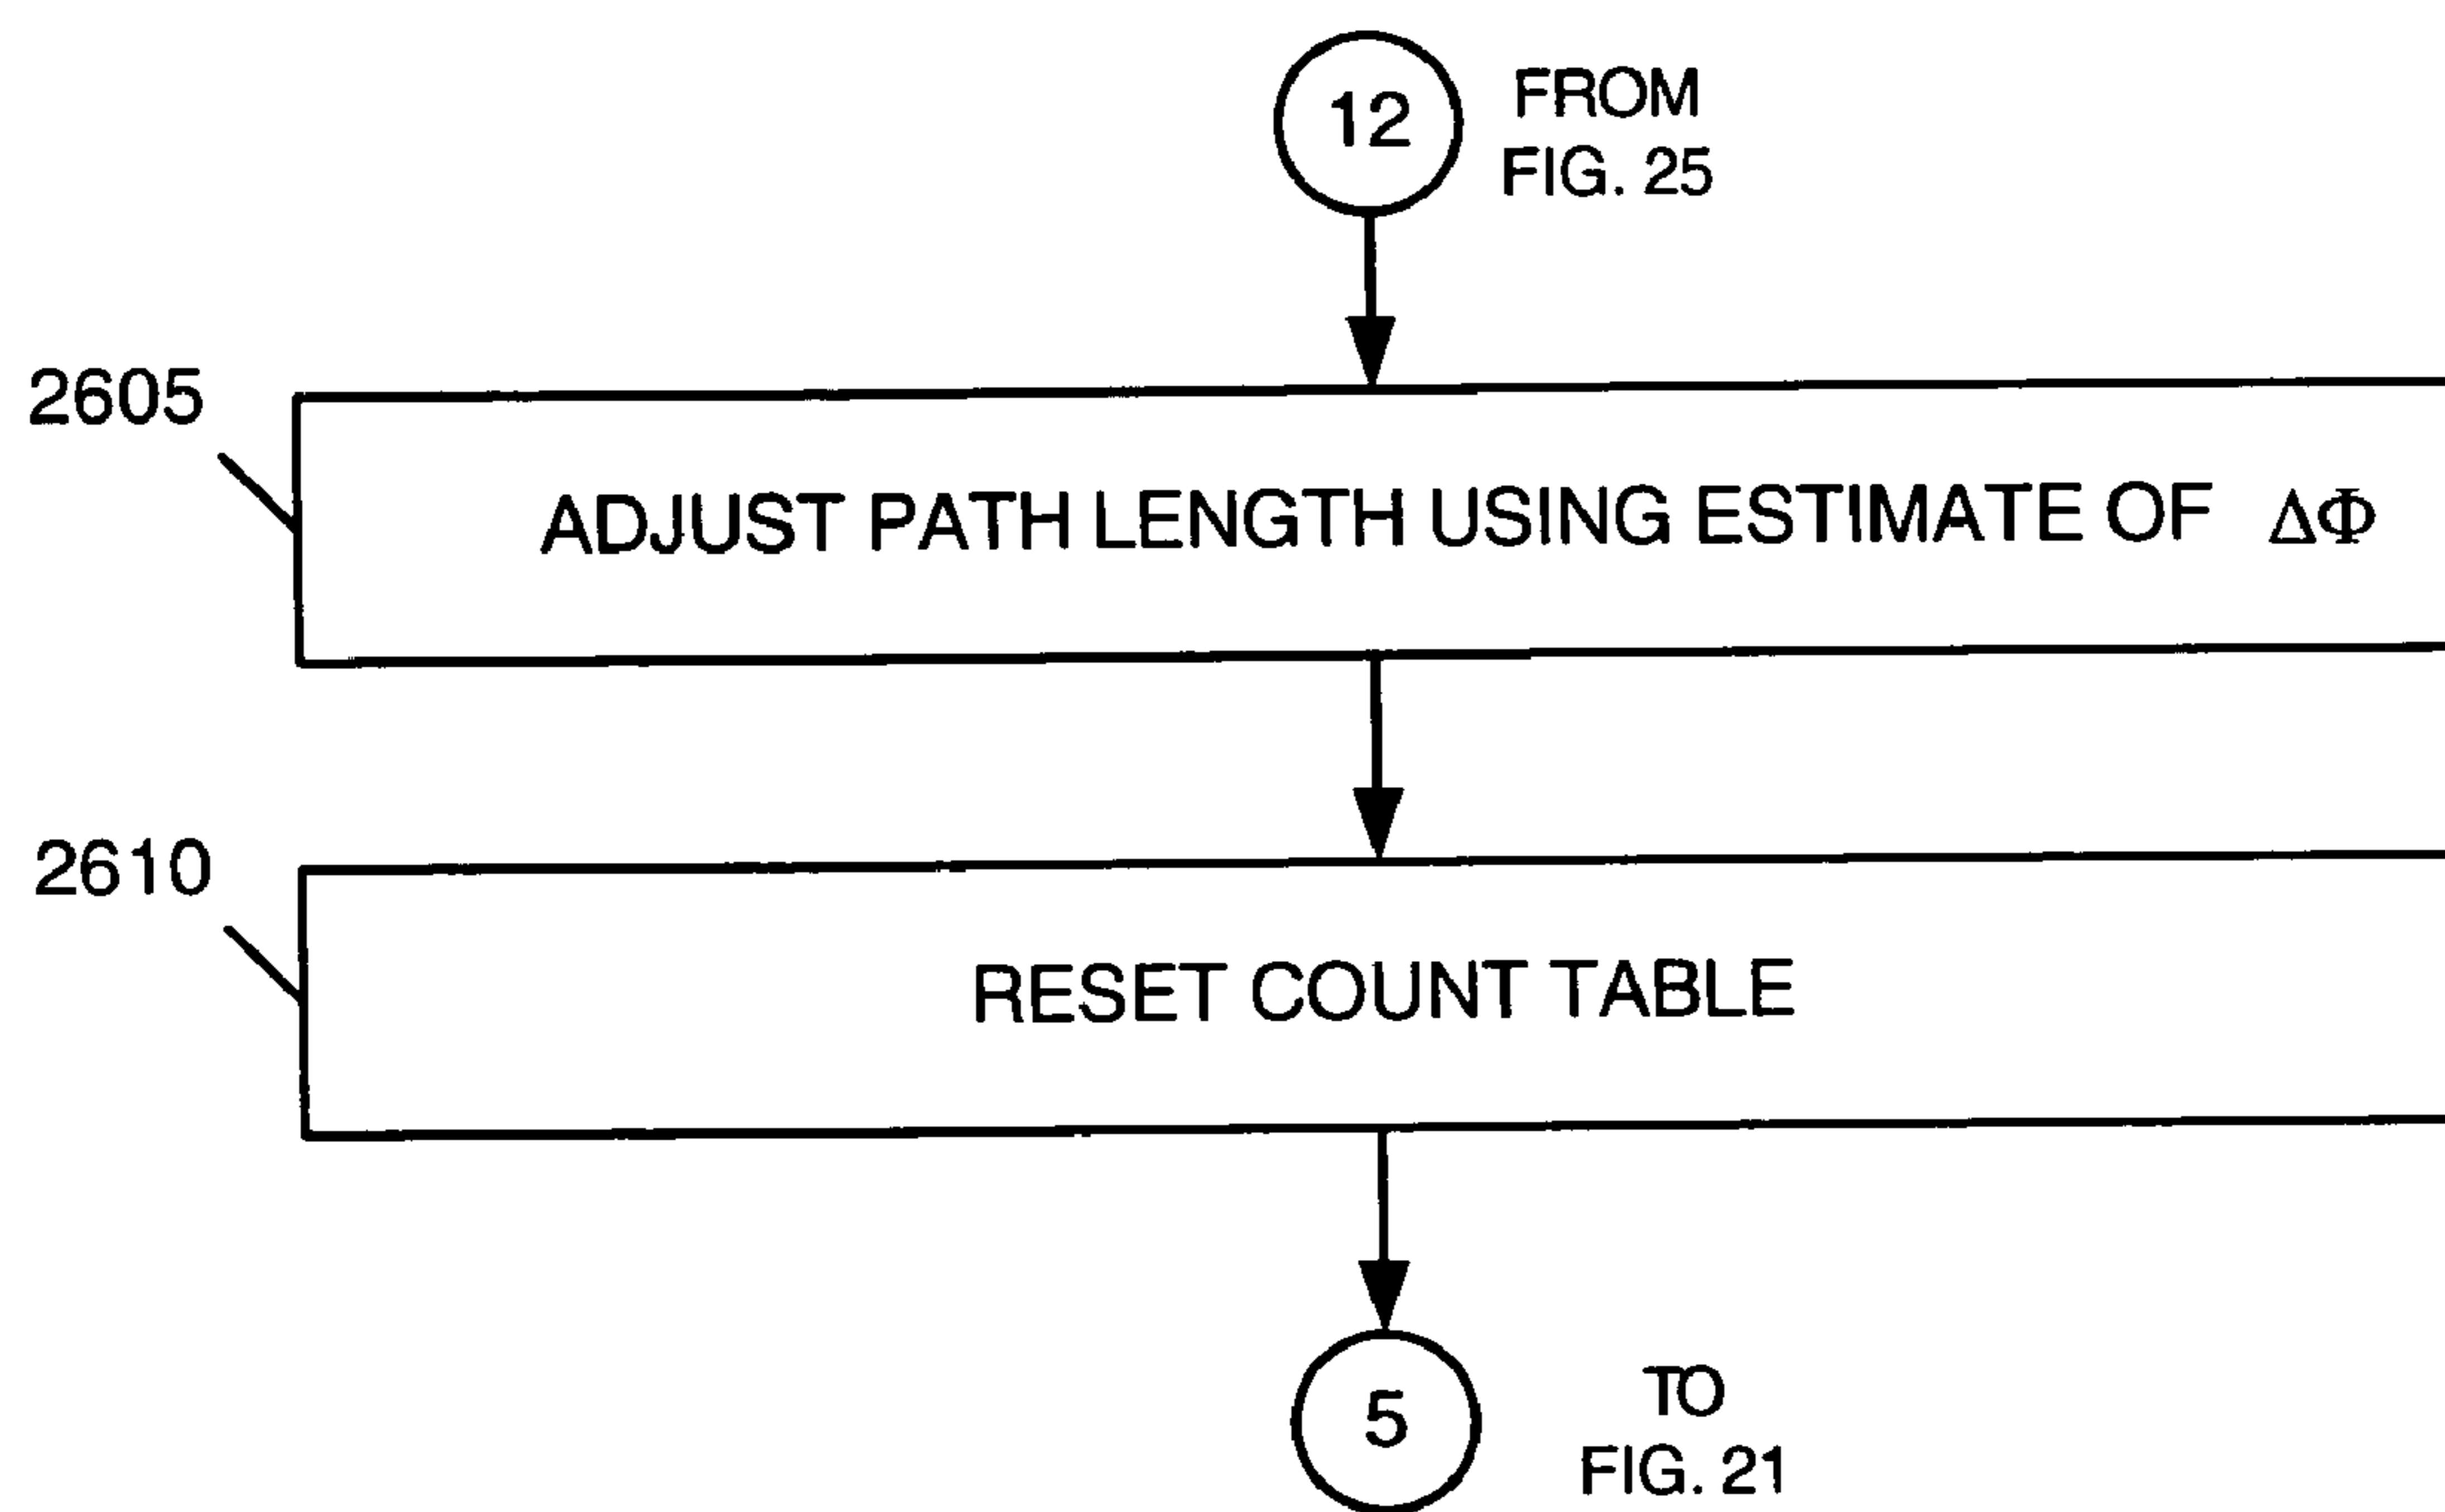 12
FROM
FIG. 25
2605
ADJUST PATH LENGTH USING ESTIMATE OF ΔΦ
2610
RESET COUNT TABLE
5
TO
FIG. 21